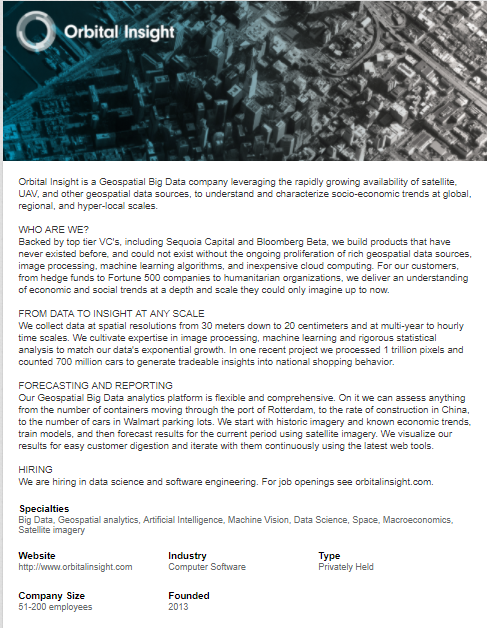 Orbital Insight
Orbital Insight is a Geospatial Big Data company leveraging the rapidly growing availability of satellite,
UAV, and other geospatial data sources, to understand and characterize socio-economic trends at global,
regional, and hyper-local scales.
WHO ARE WE?
Backed by top tier VC's, including Sequoia Capital and Bloomberg Beta, we build products that have
never existed before, and could not exist without the ongoing proliferation of rich geospatial data sources,
image processing, machine learning algorithms, and inexpensive cloud computing. For our customers,
from hedge funds to Fortune 500 companies to humanitarian organizations, we deliver an understanding
of economic and social trends at a depth and scale they could only imagine up to now.
FROM DATA TO INSIGHT AT ANY SCALE
We collect data at spatial resolutions from 30 meters down to 20 centimeters and at multi-year to hourly
time scales. We cultivate expertise in image processing, machine learning and rigorous statistical
analysis to match our data's exponential growth. In one recent project we processed 1 trillion pixels and
counted 700 million cars to generate tradeable insights into national shopping behavior.
FORECASTING AND REPORTING
Our Geospatial Big Data analytics platform is flexible and comprehensive. On it we can assess anything
from the number of containers moving through the port of Rotterdam, to the rate of construction in China,
to the number of cars in Walmart parking lots. We start with historic imagery and known economic trends,
train models, and then forecast results for the current period using satellite imagery. We visualize our
results for easy customer digestion and iterate with them continuously using the latest web tools.
HIRING
We are hiring in data science and software engineering. For job openings see orbitalinsight.com.
Specialties
Big Data, Geospatial analytics, Artificial Intelligence, Machine Vision, Data Science, Space, Macroeconomics,
Satellite imagery
Website Industry Type
http://www.orbitalinsight.com Computer Software Privately Held
Company Size Founded
51-200 employees 2013